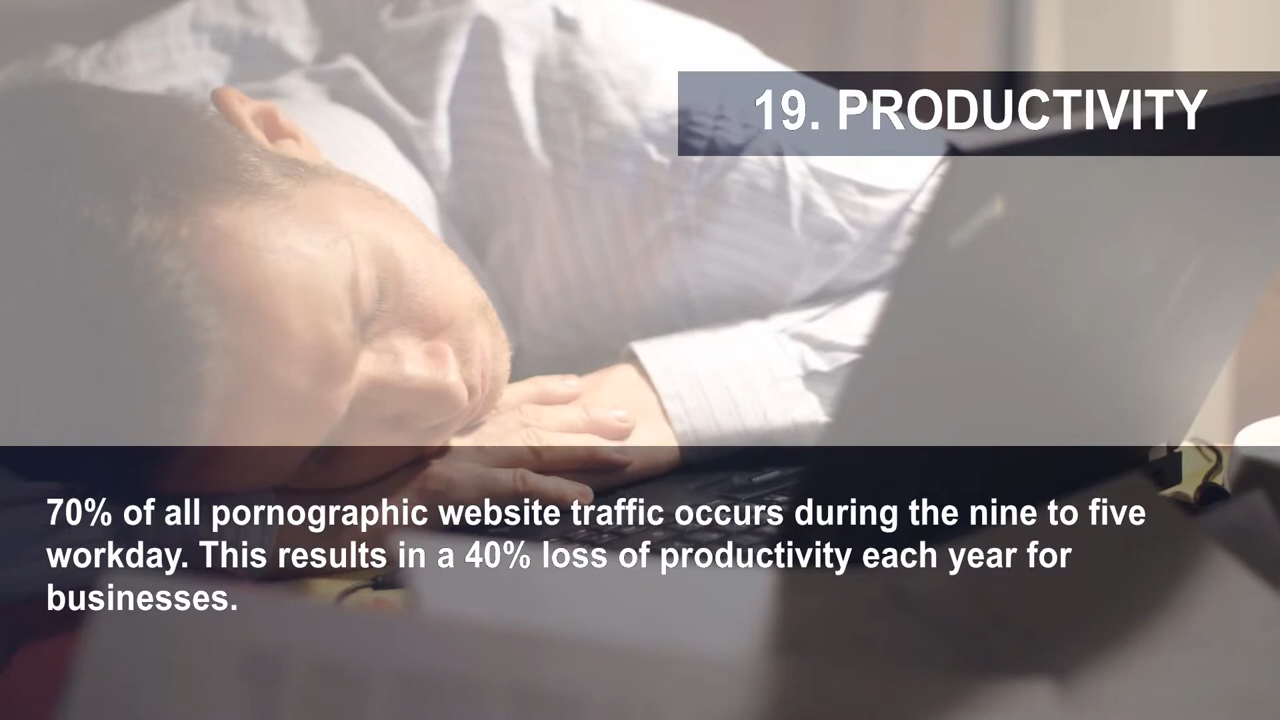 19. PRODUCTIVITY
70% of all pornographic website traffic occurs during the nine to five
workday. This results in a 40% loss of productivity each year for
businesses.